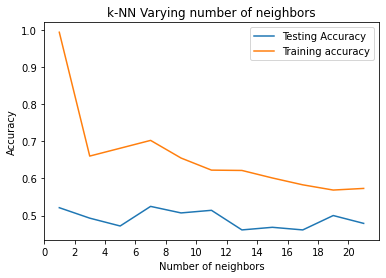 k-NN Varying number of neighbors
Testing Accuracy
Training accuracy
Accuracy
1.0
0.9
0.8
0.7
0.6
0.5
0 2 4 6 8 10 12 14 16 18 20
Number of neighbors